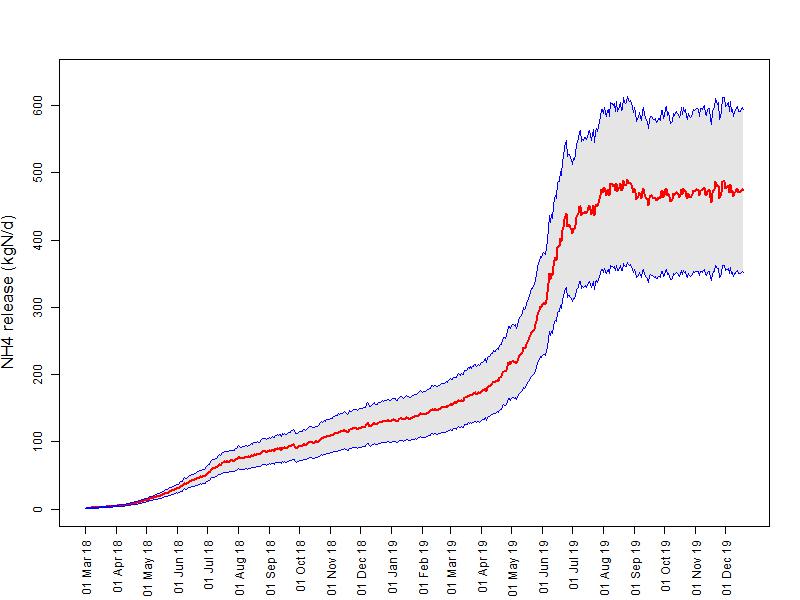 NH4 release (kgN/d)
600
500
400
300
200
100
0
01 Mar 18
01 Apr 18
01 May 18
01 Jun 18
01 Jul 18
01 Aug 18
01 Sep 18
01 Oct 18
01 Nov 18
01 Dec 18
01 Jan 19
01 Feb 19
01 Mar 19
01 Apr 19
01 May 19
01 Jun 19
01 Jul 19
01 Aug 19
01 Sep 19
01 Oct 19
01 Nov 19
01 Dec 19